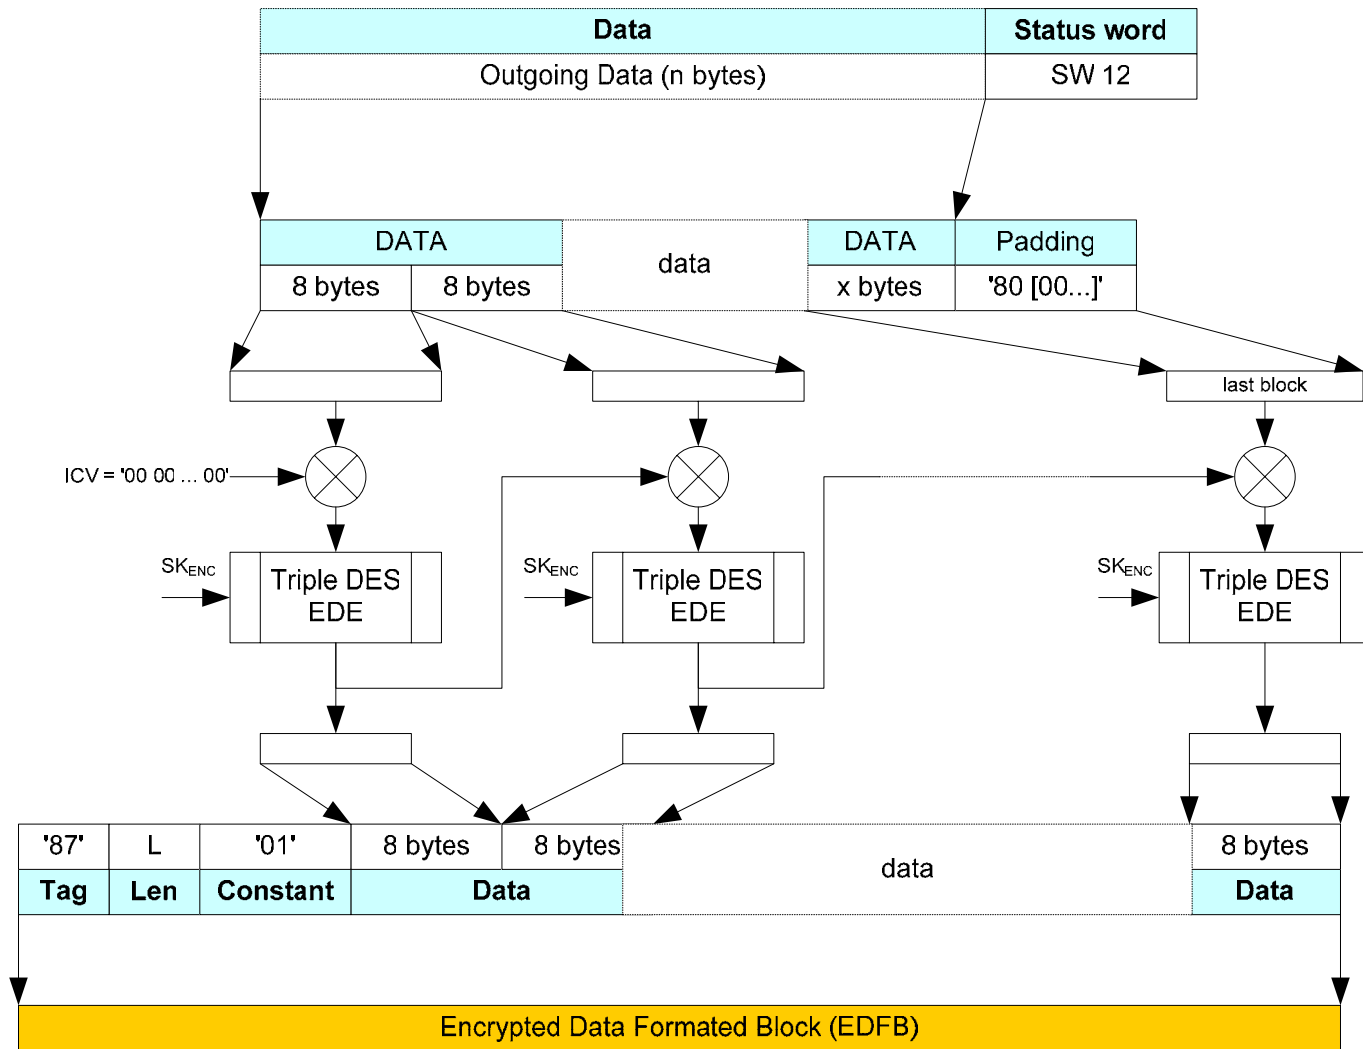 Data Status word
Outgoing Data (n bytes) SW 12
DATA data DATA Padding
8 bytes 8 bytes x bytes '80 [00...]'
last block
ICV = '00 00 ... 00'
SKENC Triple DES EDE SKENC Triple DES EDE SKENC Triple DES EDE
'87' L '01' 8 bytes 8 bytes data 8 bytes
Tag Len Constant Data Data
Encrypted Data Formated Block (EDFB)